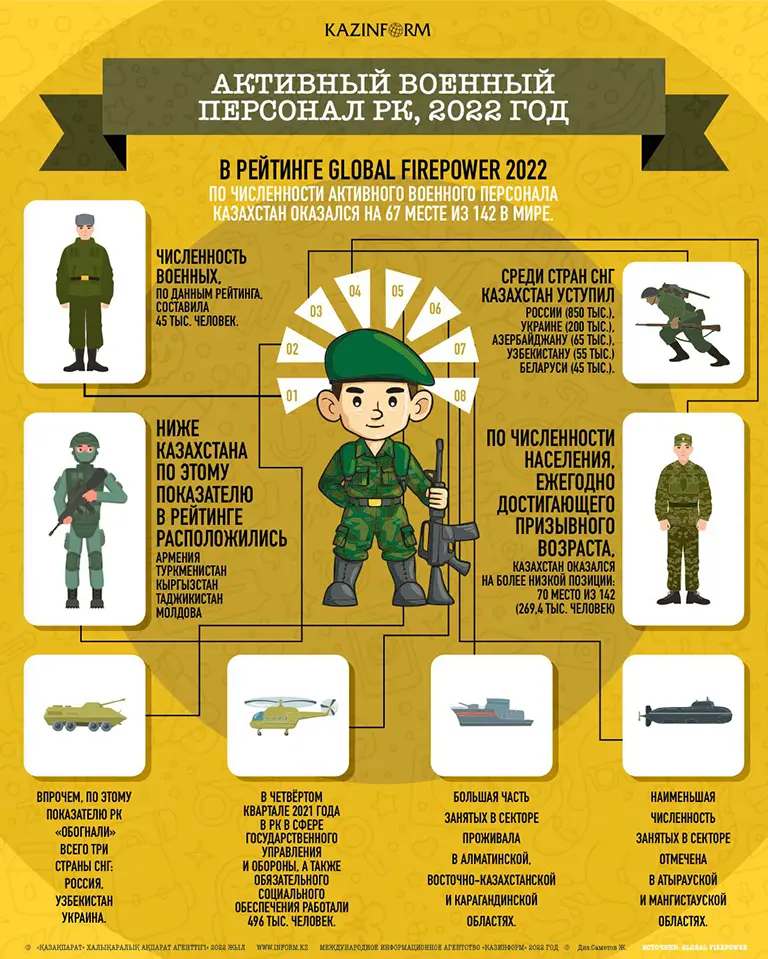 KAZINFORM
АКТИВНЫЙ ВОЕННЫЙ
ПЕРСОНАЛ РК, 2022 ГОД
В РЕЙТИНГЕ GLOBAL FIREPOWER 2022
ПО ЧИСЛЕННОСТИ АКТИВНОГО ВОЕННОГО ПЕРСОНАЛА
КАЗАХСТАН ОКАЗАЛСЯ НА 67 МЕСТЕ ИЗ 142 В МИРЕ.
ЧИСЛЕННОСТЬ
ВОЕННЫХ,
ПО ДАННЫМ РЕЙТИНГА,
СОСТАВИЛА
45 ТЫС. ЧЕЛОВЕК.
01
02
03
04
05
06
07
08
СРЕДИ СТРАН СНГ
КАЗАХСТАН УСТУПИЛ
РОССИИ (850 ТЫС.),
УКРАИНЕ (200 ТЫС.),
АЗЕРБАЙДЖАНУ (65 ТЫС.),
УЗБЕКИСТАНУ (55 ТЫС.)
БЕЛАРУСИ (45 ТЫС.).
НИЖЕ
КАЗАХСТАНА
ПО ЭТОМУ
ПОКАЗАТЕЛЮ
В РЕЙТИНГЕ
РАСПОЛОЖИЛИСЬ
АРМЕНИЯ
ТУРКМЕНИСТАН
КЫРГЫЗСТАН
ТАДЖИКИСТАН
МОЛДОВА
ПО ЧИСЛЕННОСТИ
НАСЕЛЕНИЯ,
ЕЖЕГОДНО
ДОСТИГАЮЩЕГО
ПРИЗЫВНОГО
ВОЗРАСТА,
КАЗАХСТАН ОКАЗАЛСЯ
НА БОЛЕЕ НИЗКОЙ ПОЗИЦИИ:
70 МЕСТО ИЗ 142
(269,4 ТЫС. ЧЕЛОВЕК)
ВПРОЧЕМ, ПО ЭТОМУ
ПОКАЗАТЕЛЮ РК
«ОБОГНАЛИ»
ВСЕГО ТРИ
СТРАНЫ СНГ:
РОССИЯ,
УЗБЕКИСТАН
УКРАИНА.
В ЧЕТВЁРТОМ
КВАРТАЛЕ 2021 ГОДА
В РК В СФЕРЕ
ГОСУДАРСТВЕННОГО
УПРАВЛЕНИЯ
И ОБОРОНЫ, А ТАКЖЕ
ОБЯЗАТЕЛЬНОГО
СОЦИАЛЬНОГО
ОБЕСПЕЧЕНИЯ РАБОТАЛИ
496 ТЫС. ЧЕЛОВЕК.
БОЛЬШАЯ ЧАСТЬ
ЗАНЯТЫХ В СЕКТОРЕ
ПРОЖИВАЛА
В АЛМАТИНСКОЙ,
ВОСТОЧНО-КАЗАХСТАНСКОЙ
И КАРАГАНДИНСКОЙ
ОБЛАСТЯХ.
НАИМЕНЬШАЯ
ЧИСЛЕННОСТЬ
ЗАНЯТЫХ В СЕКТОРЕ
ОТМЕЧЕНА
В АТЫРАУСКОЙ
И МАНГИСТАУСКОЙ
ОБЛАСТЯХ.
© «ҚАЗАҚПАРАТ» ХАЛЫҚАРАЛЫҚ АҚПАРАТ АГЕНТТІГІ» 2022 ЖЫЛ WWW.INFORM.KZ МЕЖДУНАРОДНОЕ ИНФОРМАЦИОННОЕ АГЕНТСТВО «КАЗИНФОРМ» 2022 ГОД © Диз.Саметов Ж. ИСТОЧНИК: GLOBAL FIREPOWER